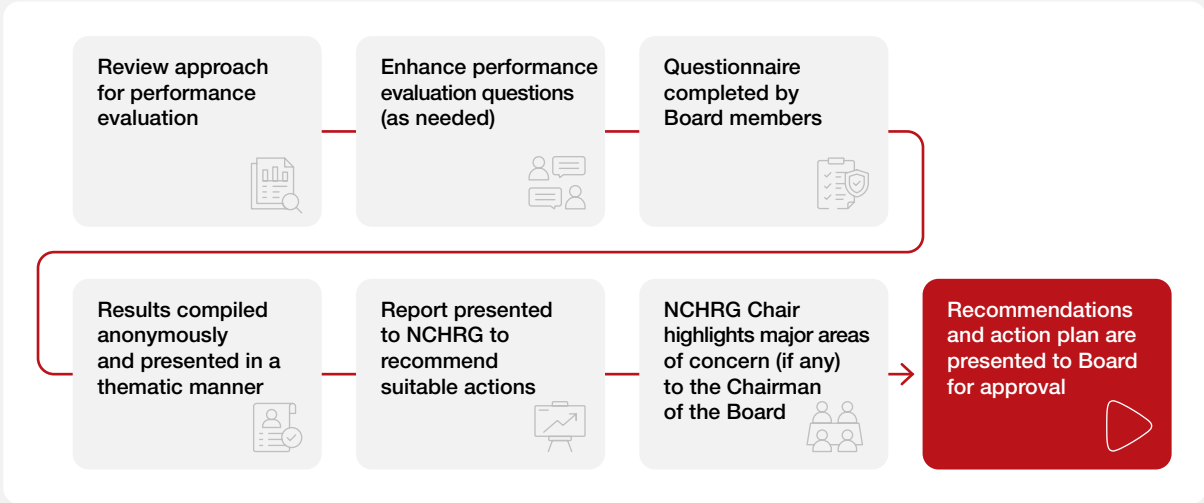 Review approach
for performance
evaluation
Enhance performance
evaluation questions
(as needed)
Questionnaire
completed by
Board members
Results compiled
anonymously
and presented in a
thematic manner
Report presented
to NCHRG to
recommend
suitable actions
NCHRG Chair
highlights major areas
of concern (if any)
to the Chairman
of the Board
Recommendations
and action plan are
presented to Board
for approval